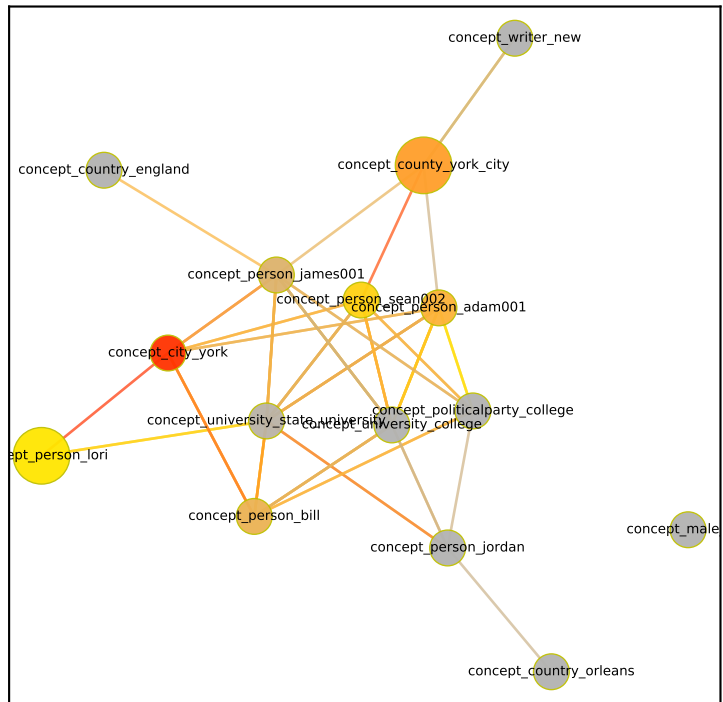 concept_writer_new
concept_county_york_city
concept_country_england
concept_person_james001
concept_person_sean002
concept_person_adam001
concept_city_york
concept_politicalparty_college
concept_university_state_university
concept_university_college
ept_person_lori
concept_person_bill
concept_male
concept_person_jordan
concept_country_orleans